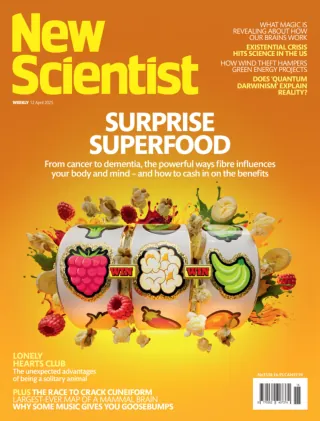 New
Scientist
WEEKLY 12 April 2025
WHAT MAGIC IS
REVEALING ABOUT HOW
OUR BRAINS WORK
EXISTENTIAL CRISIS
HITS SCIENCE IN THE US
HOW WIND THEFT HAMPERS
GREEN ENERGY PROJECTS
DOES 'QUANTUM
DARWINISM' EXPLAIN
REALITY?
SURPRISE
SUPERFOOD
From cancer to dementia, the powerful ways fibre influences
your body and mind – and how to cash in on the benefits
WIN WIN
LONELY
HEARTS CLUB
The unexpected advantages
of being a solitary animal
PLUS THE RACE TO CRACK CUNEIFORM
LARGEST-EVER MAP OF A MAMMAL BRAIN
WHY SOME MUSIC GIVES YOU GOOSEBUMPS